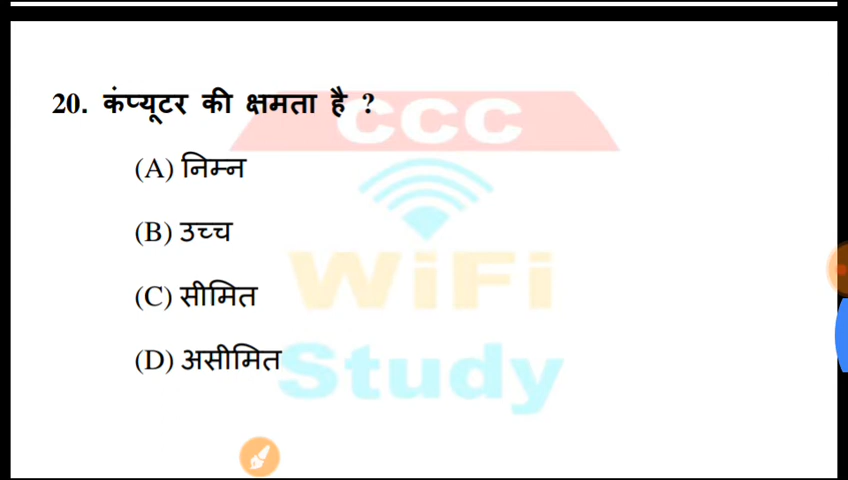 20. कंप्यूटर की क्षमता है ?
CCC
(A) निम्न
(B) उच्च
WiFi
(C) सीमित
(D) असीमित
Study